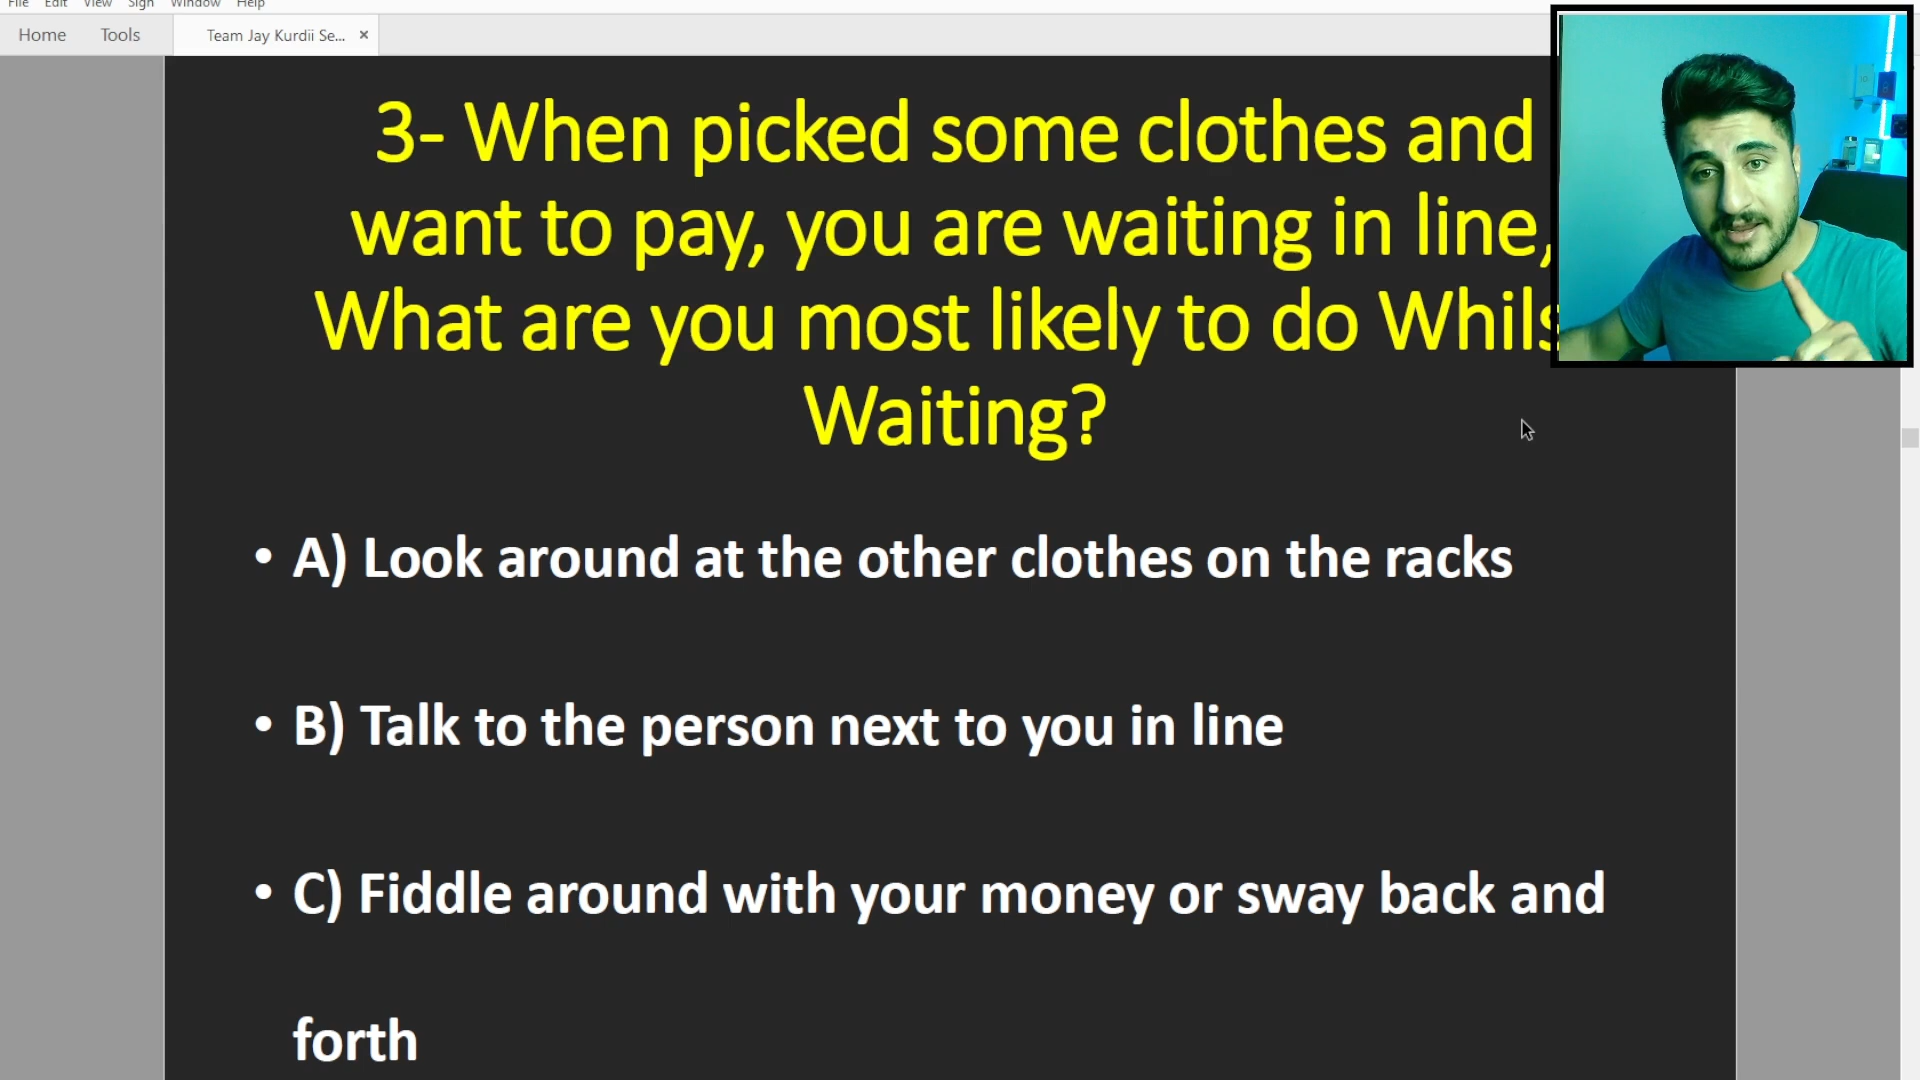 File Edit View Sign Window Help
Home Tools Team Jay Kurdii Se... ×
3- When picked some clothes and
want to pay, you are waiting in line,
What are you most likely to do Whils
Waiting?
• A) Look around at the other clothes on the racks
• B) Talk to the person next to you in line
• C) Fiddle around with your money or sway back and
forth